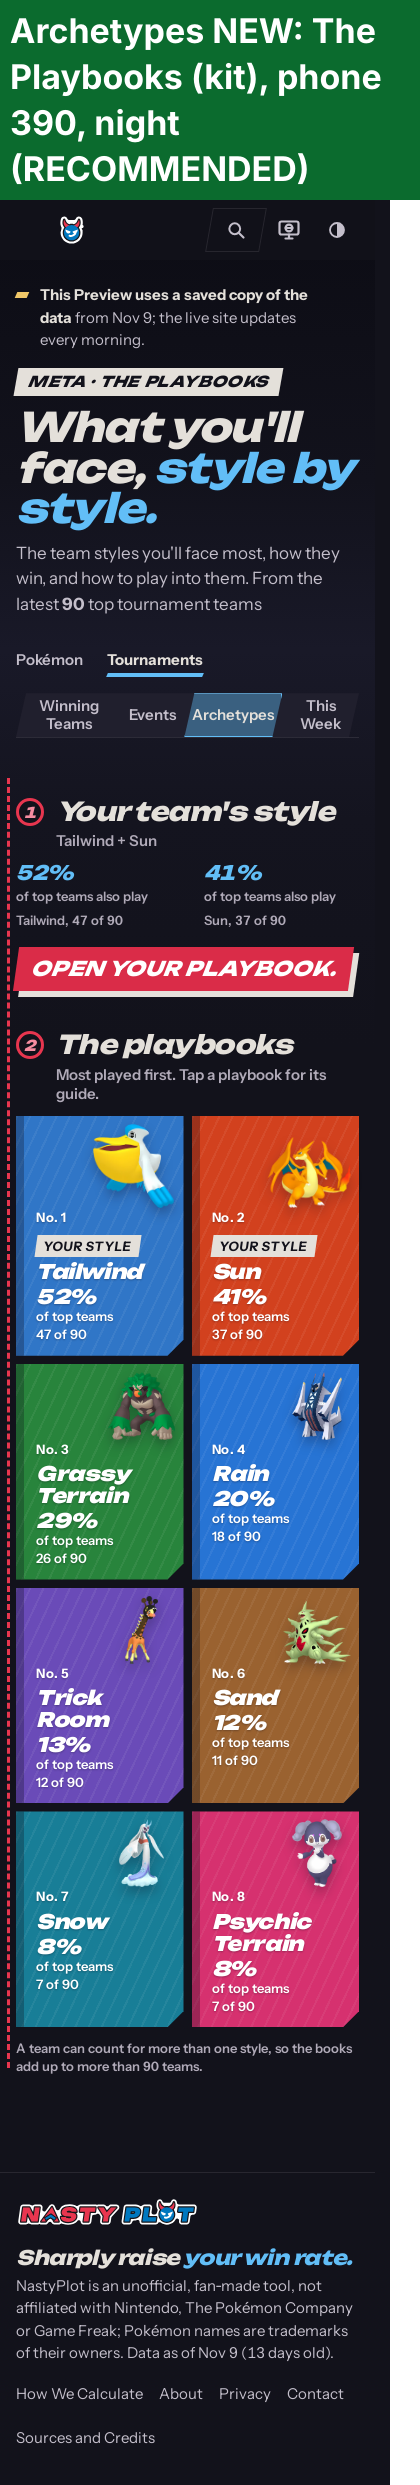 Archetypes NEW: The
Playbooks (kit), phone
390, night
(RECOMMENDED)
This Preview uses a saved copy of the
data from Nov 9; the live site updates
every morning.
META · THE PLAYBOOKS
What you'll
face, style by
style.
The team styles you'll face most, how they
win, and how to play into them. From the
latest 90 top tournament teams
Pokémon Tournaments
Winning Teams Events Archetypes This Week
1 Your team's style
Tailwind + Sun
52% 41%
of top teams also play of top teams also play
Tailwind, 47 of 90 Sun, 37 of 90
OPEN YOUR PLAYBOOK.
2 The playbooks
Most played first. Tap a playbook for its
guide.
No. 1
YOUR STYLE
Tailwind
52%
of top teams
47 of 90
No. 2
YOUR STYLE
Sun
41%
of top teams
37 of 90
No. 3
Grassy
Terrain
29%
of top teams
26 of 90
No. 4
Rain
20%
of top teams
18 of 90
No. 5
Trick
Room
13%
of top teams
12 of 90
No. 6
Sand
12%
of top teams
11 of 90
No. 7
Snow
8%
of top teams
7 of 90
No. 8
Psychic
Terrain
8%
of top teams
7 of 90
A team can count for more than one style, so the books
add up to more than 90 teams.
NASTY PLOT
Sharply raise your win rate.
NastyPlot is an unofficial, fan-made tool, not
affiliated with Nintendo, The Pokémon Company
or Game Freak; Pokémon names are trademarks
of their owners. Data as of Nov 9 (13 days old).
How We Calculate About Privacy Contact
Sources and Credits